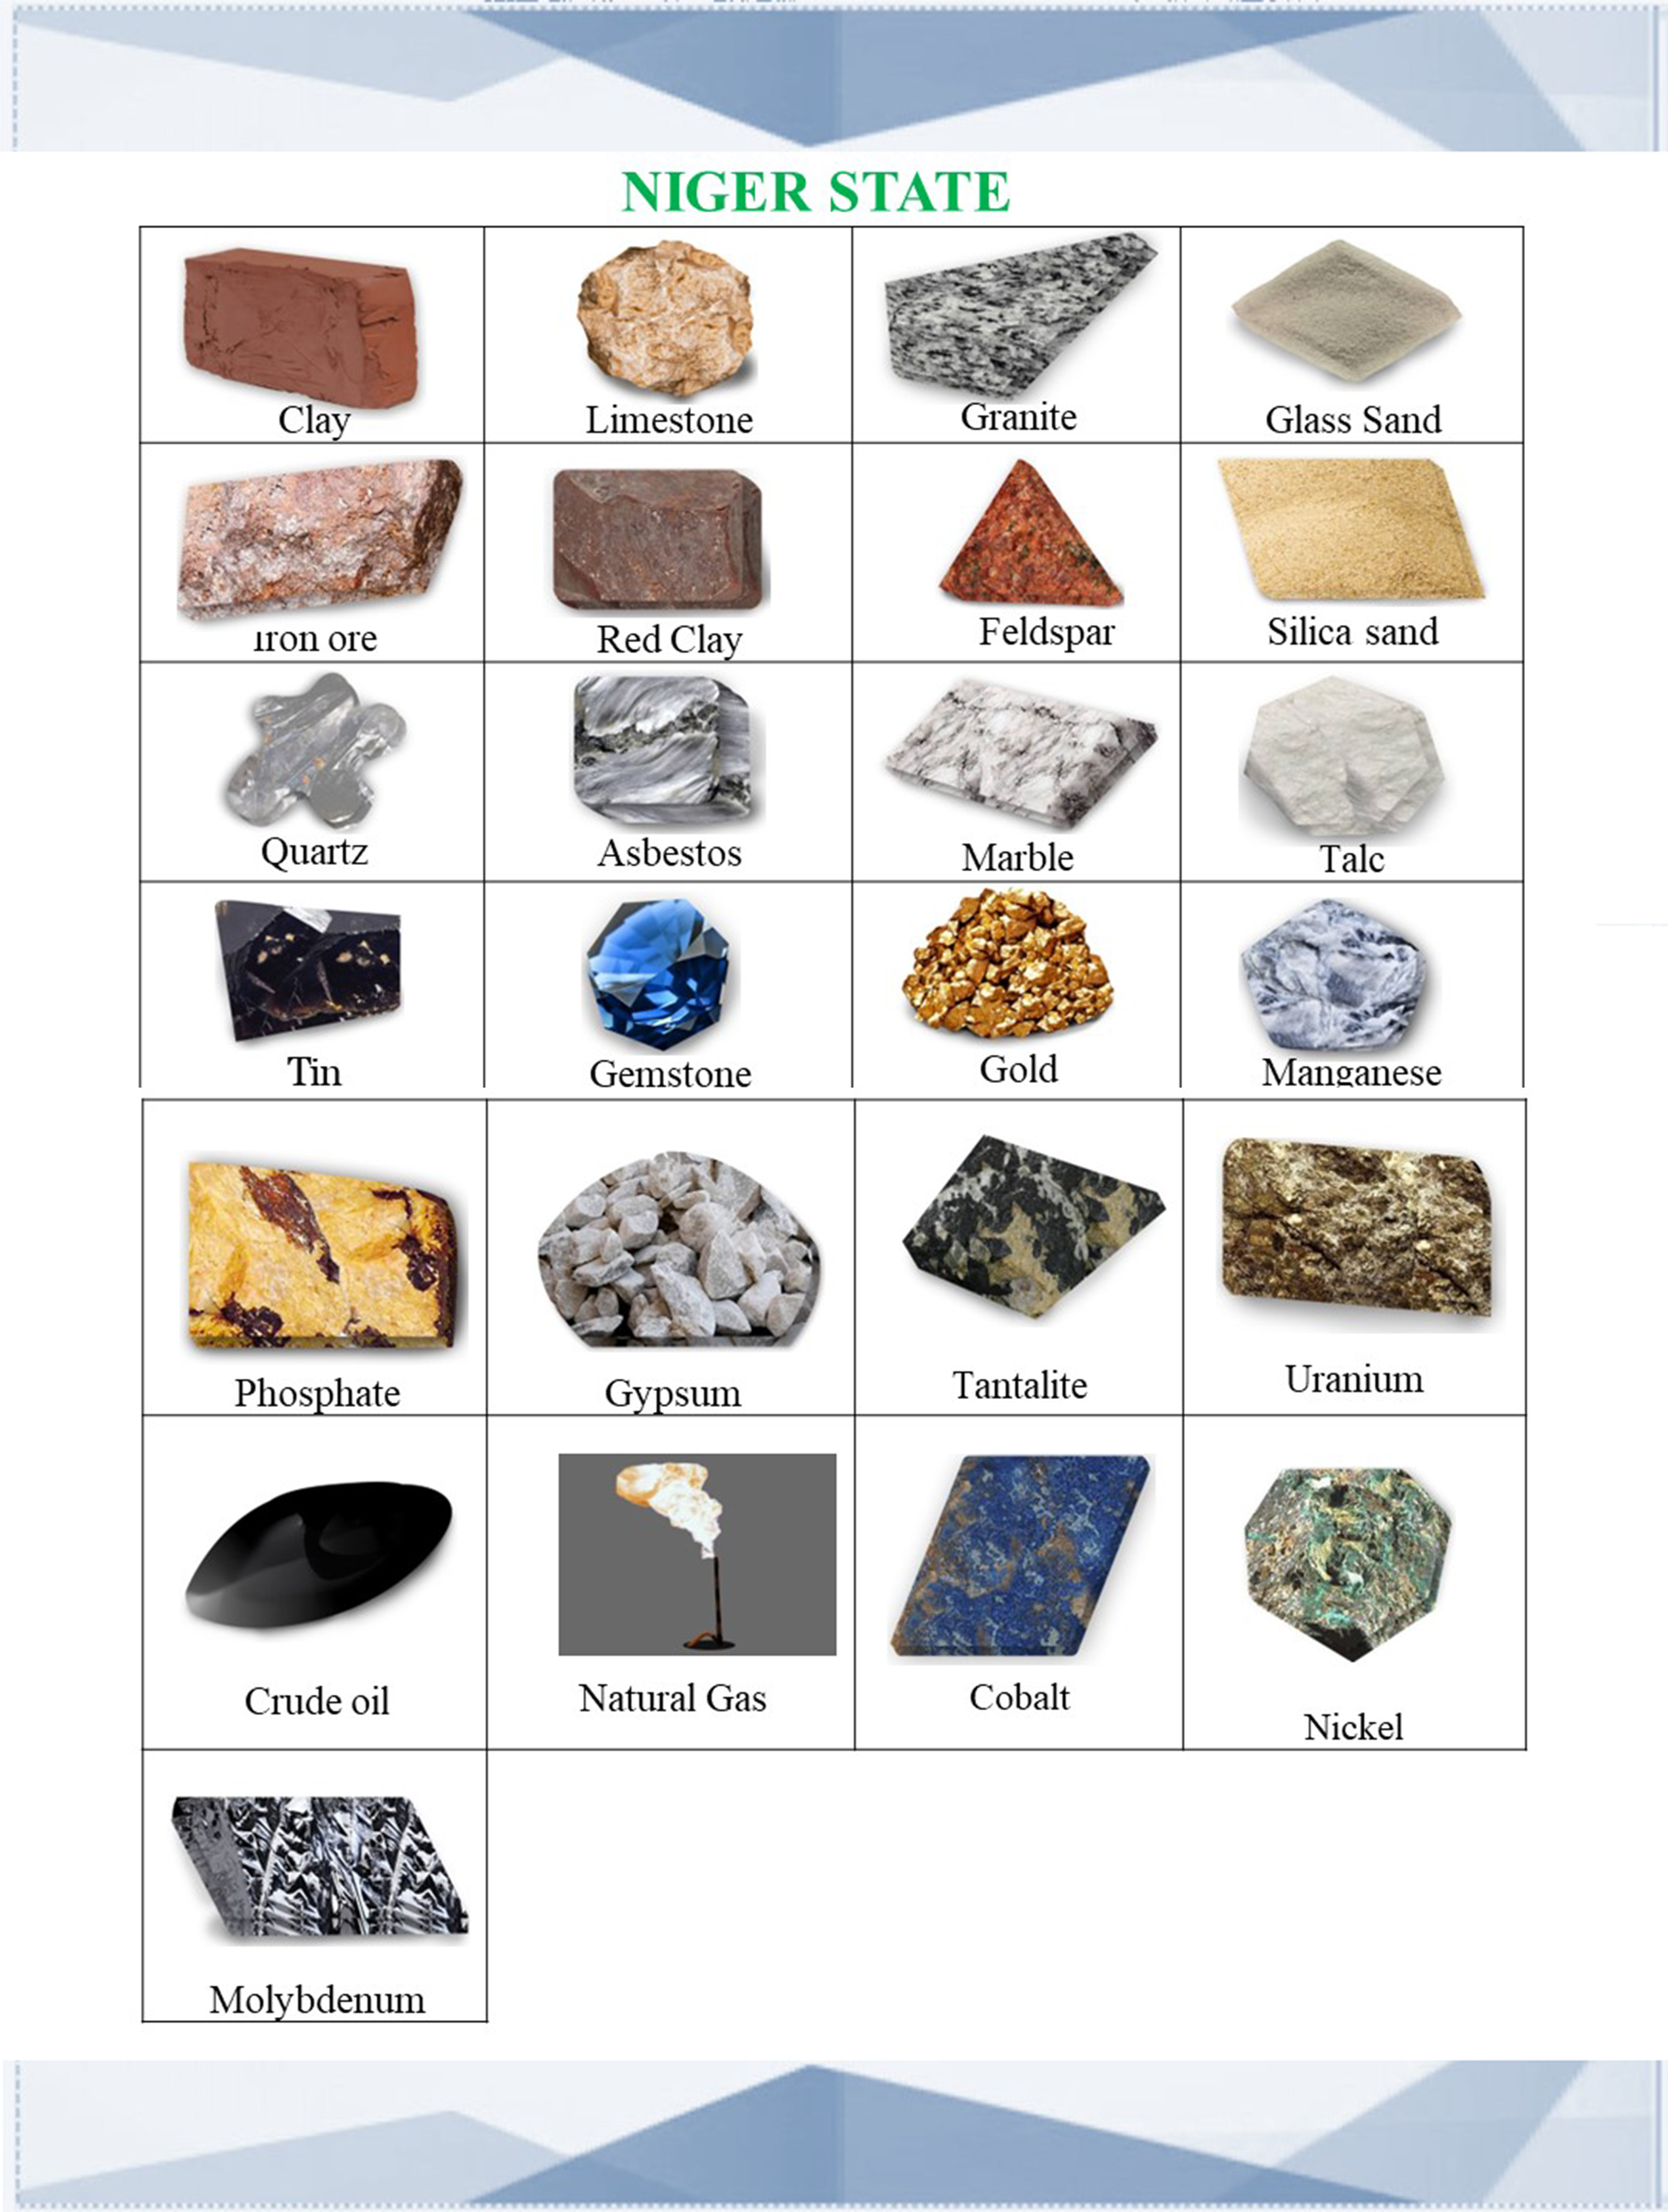 NIGER STATE
Clay
Limestone
Granite
Glass Sand
Iron ore
Red Clay
Feldspar
Silica sand
Quartz
Asbestos
Marble
Talc
Tin
Gemstone
Gold
Manganese
Phosphate
Gypsum
Tantalite
Uranium
Crude oil
Natural Gas
Cobalt
Nickel
Molybdenum